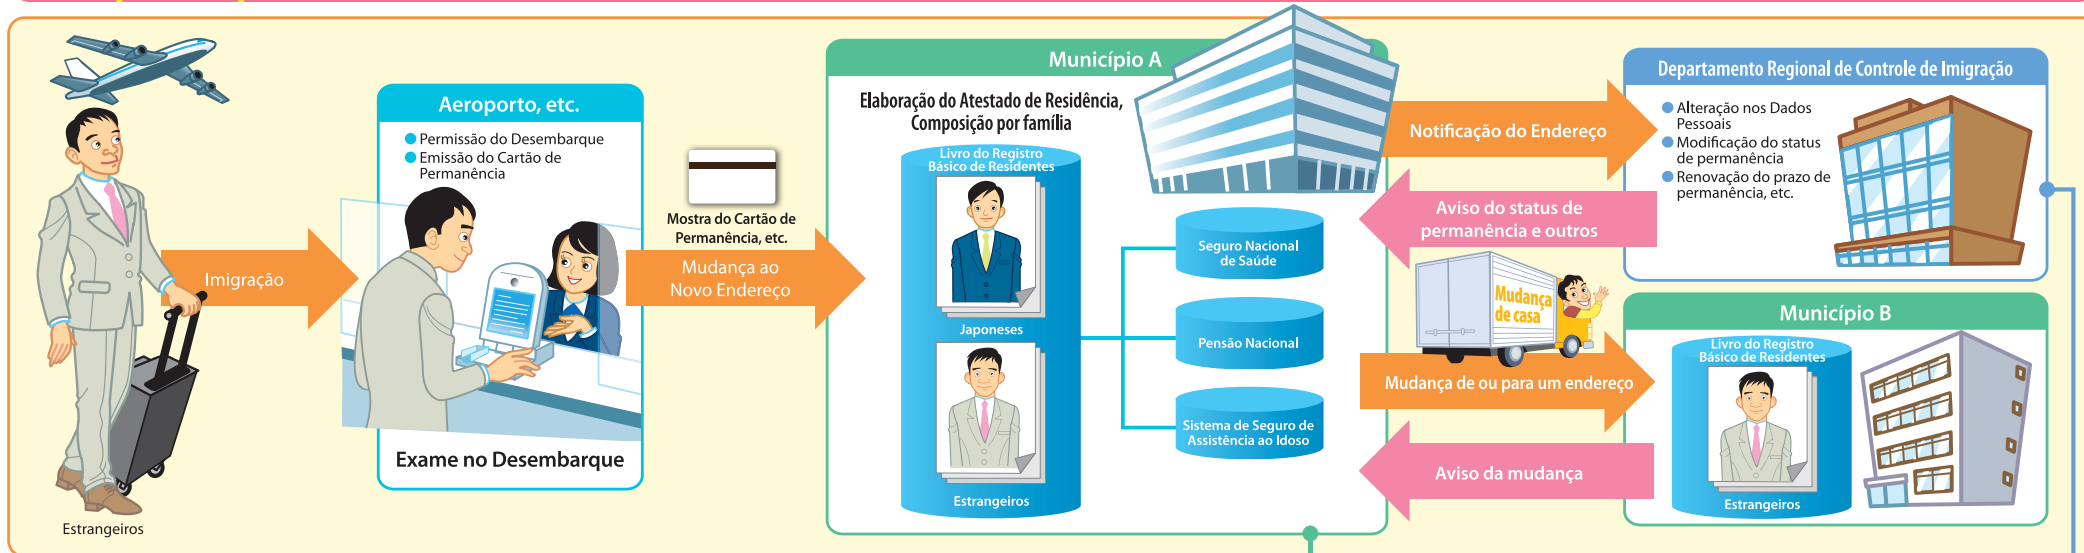 Estrangeiros
Imigração
Aeroporto, etc.
● Permissão do Desembarque
● Emissão do Cartão de
Permanência
Exame no Desembarque
Mostra do Cartão de
Permanência, etc.
Mudança ao
Novo Endereço
Município A
Elaboração do Atestado de Residência,
Composição por família
Livro do Registro
Básico de Residentes
Japoneses
Estrangeiros
Seguro Nacional
de Saúde
Pensão Nacional
Sistema de Seguro de
Assistência ao Idoso
Notificação do Endereço
Aviso do status de
permanência e outros
Mudança
de casa
Mudança de ou para um endereço
Aviso da mudança
Departamento Regional de Controle de Imigração
● Alteração nos Dados
Pessoais
● Modificação do status
de permanência
● Renovação do prazo de
permanência, etc.
Município B
Livro do Registro
Básico de Residentes
Estrangeiros